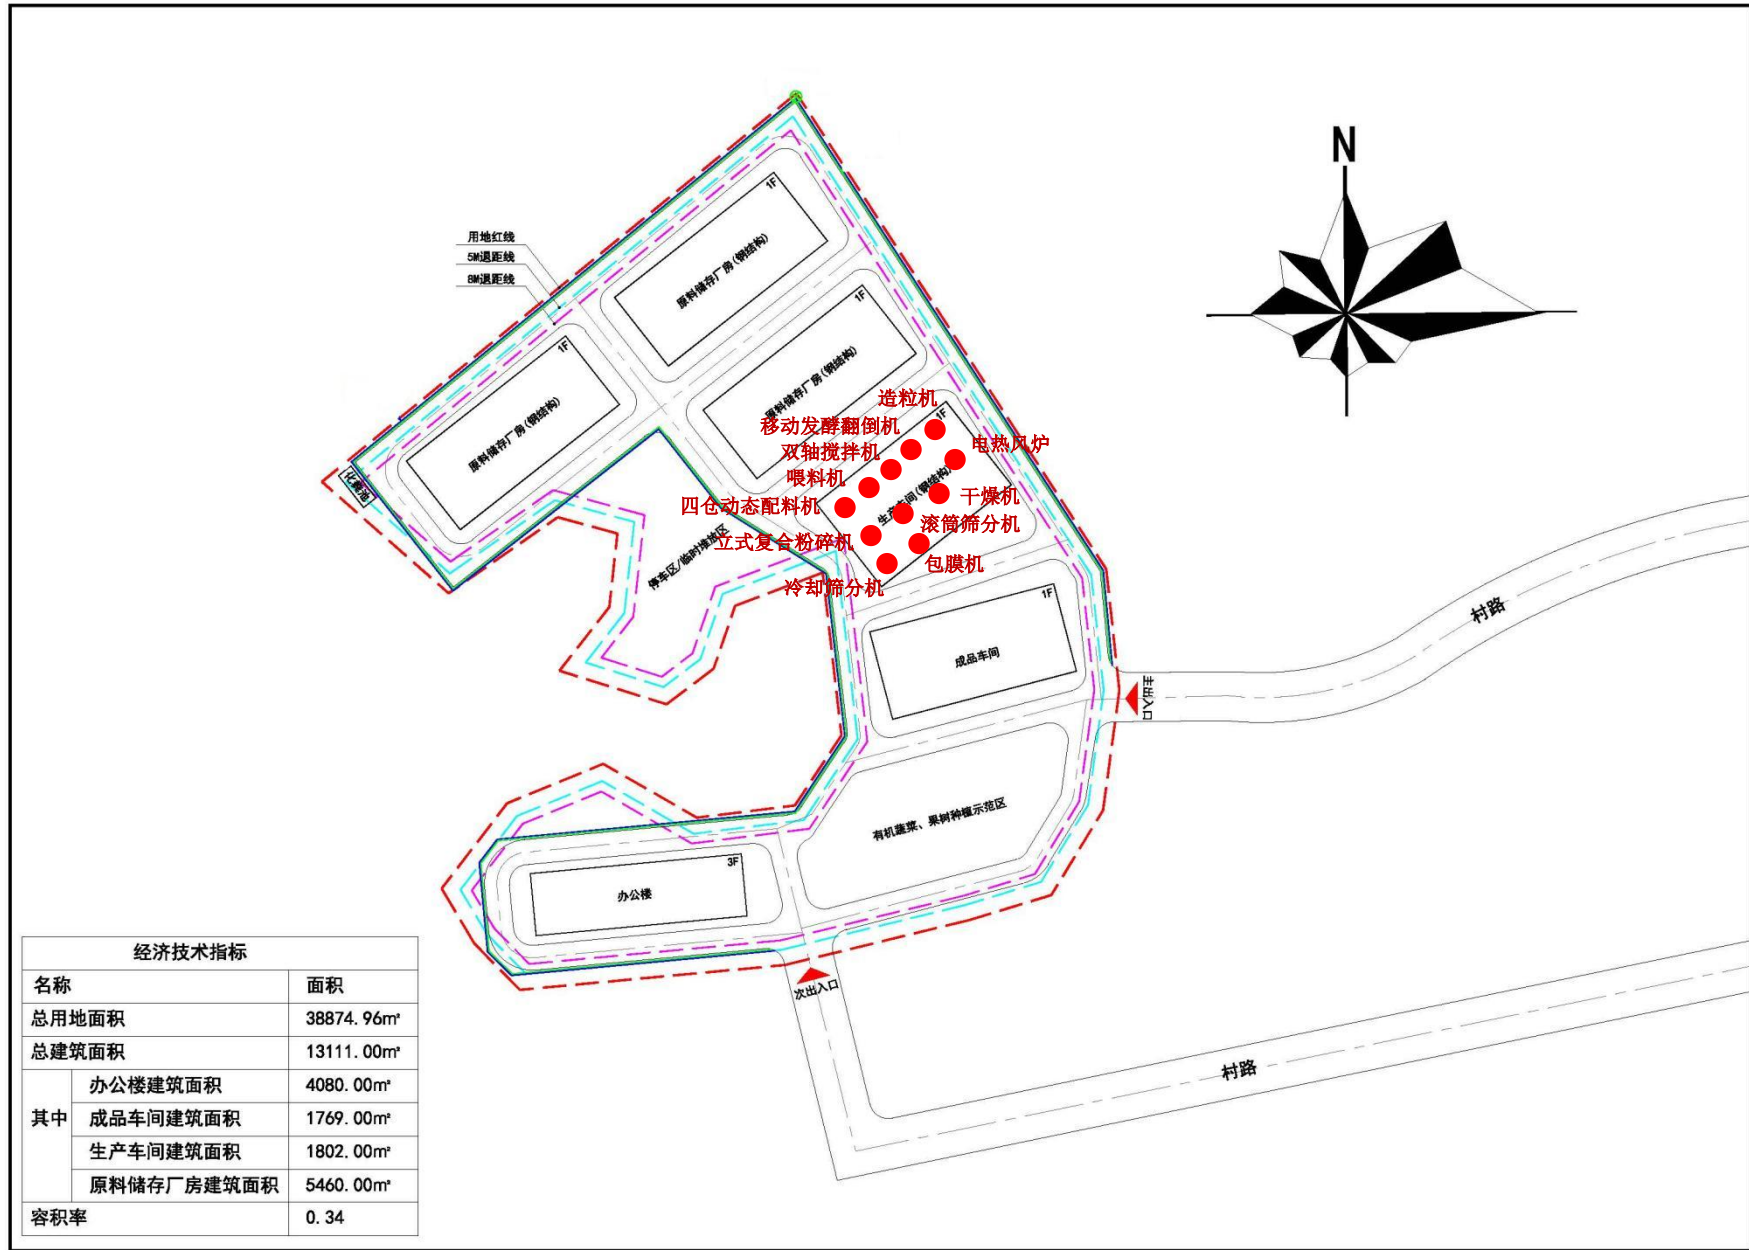 N
用地红线
5M退距线
8M退距线
1F
原料储存厂房(钢结构)
1F
原料储存厂房(钢结构)
1F
原料储存厂房(钢结构)
化粪池
造粒机
1F
移动发酵翻倒机
电热风炉
双轴搅拌机
喂料机
生产车间(钢结构)
干燥机
四仓动态配料机
滚筒筛分机
立式复合粉碎机
包膜机
冷却筛分机
停车区/临时堆放区
1F
成品车间
村路
主出入口
有机蔬菜、果树种植示范区
3F
办公楼
次出入口
村路
经济技术指标
名称 面积
总用地面积 38874.96㎡
总建筑面积 13111.00㎡
其中 办公楼建筑面积 4080.00㎡
成品车间建筑面积 1769.00㎡
生产车间建筑面积 1802.00㎡
原料储存厂房建筑面积 5460.00㎡
容积率 0.34